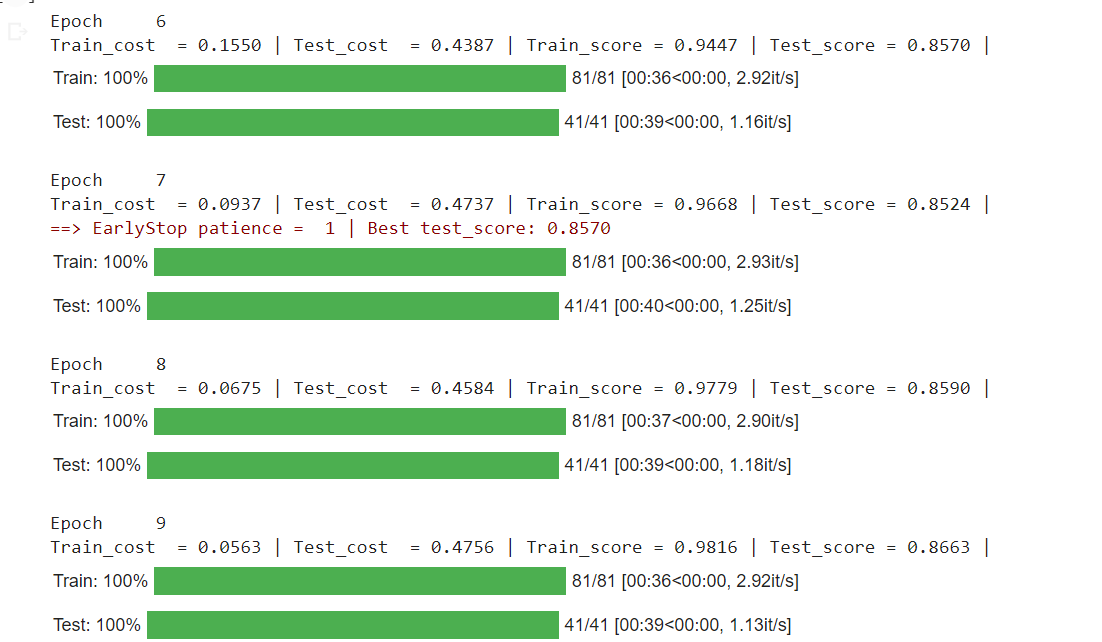 Epoch     6
Train_cost  = 0.1550 | Test_cost  = 0.4387 | Train_score = 0.9447 | Test_score = 0.8570 |
Train: 100% 81/81 [00:36<00:00, 2.92it/s]
Test: 100% 41/41 [00:39<00:00, 1.16it/s]
Epoch     7
Train_cost  = 0.0937 | Test_cost  = 0.4737 | Train_score = 0.9668 | Test_score = 0.8524 |
==> EarlyStop patience =  1 | Best test_score: 0.8570
Train: 100% 81/81 [00:36<00:00, 2.93it/s]
Test: 100% 41/41 [00:40<00:00, 1.25it/s]
Epoch     8
Train_cost  = 0.0675 | Test_cost  = 0.4584 | Train_score = 0.9779 | Test_score = 0.8590 |
Train: 100% 81/81 [00:37<00:00, 2.90it/s]
Test: 100% 41/41 [00:39<00:00, 1.18it/s]
Epoch     9
Train_cost  = 0.0563 | Test_cost  = 0.4756 | Train_score = 0.9816 | Test_score = 0.8663 |
Train: 100% 81/81 [00:36<00:00, 2.92it/s]
Test: 100% 41/41 [00:39<00:00, 1.13it/s]